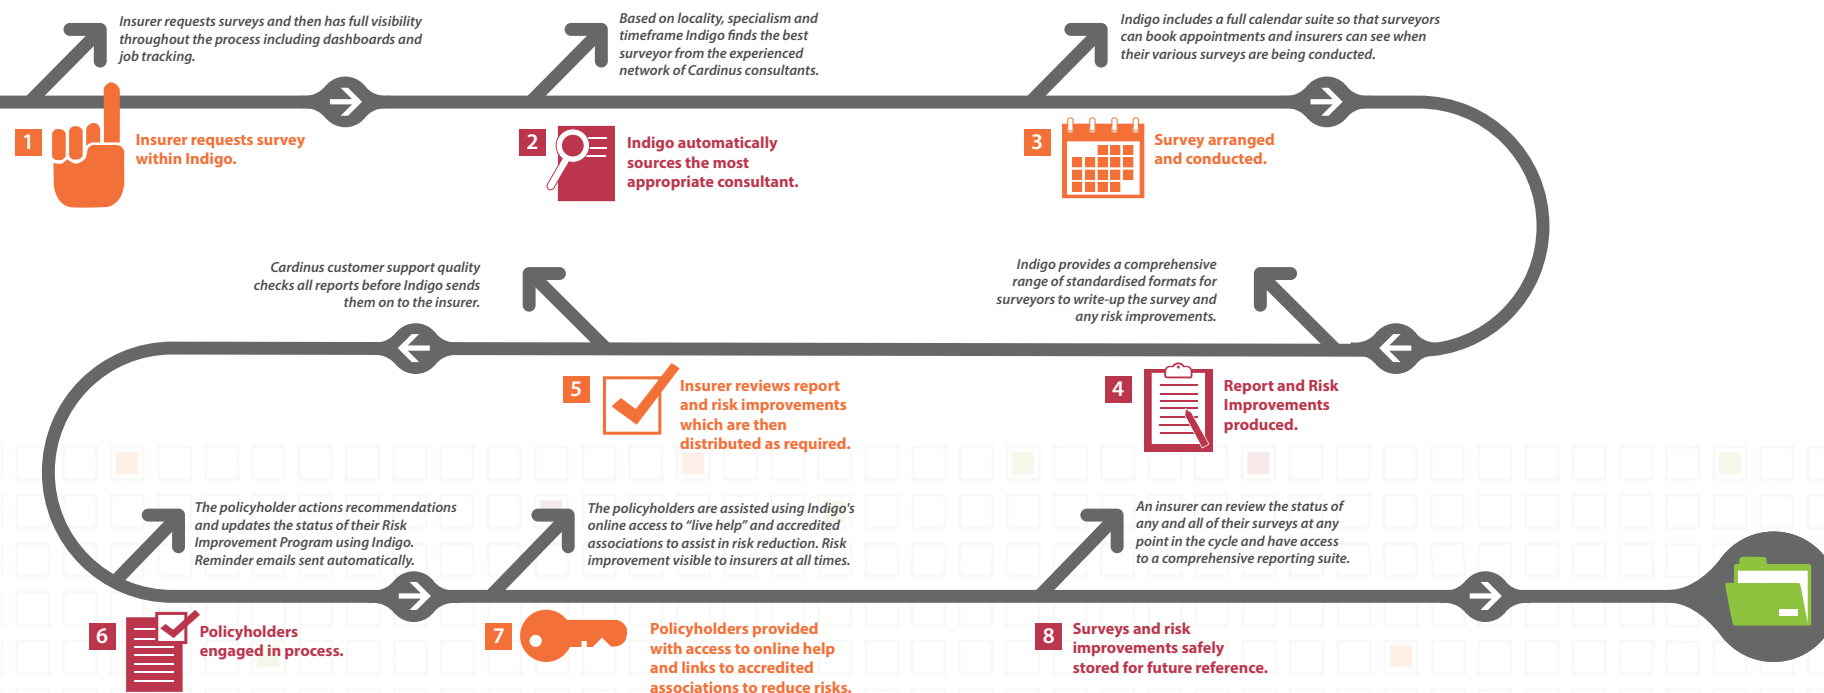 Insurer requests surveys and then has full visibility
throughout the process including dashboards and
job tracking.
1
Insurer requests survey
within Indigo.
Based on locality, specialism and
timeframe Indigo finds the best
surveyor from the experienced
network of Cardinus consultants.
2
Indigo automatically
sources the most
appropriate consultant.
Indigo includes a full calendar suite so that surveyors
can book appointments and insurers can see when
their various surveys are being conducted.
3
Survey arranged
and conducted.
Indigo provides a comprehensive
range of standardised formats for
surveyors to write-up the survey and
any risk improvements.
4
Report and Risk
Improvements
produced.
Cardinus customer support quality
checks all reports before Indigo sends
them on to the insurer.
5
Insurer reviews report
and risk improvements
which are then
distributed as required.
The policyholder actions recommendations
and updates the status of their Risk
Improvement Program using Indigo.
Reminder emails sent automatically.
6
Policyholders
engaged in process.
The policyholders are assisted using Indigo's
online access to “live help” and accredited
associations to assist in risk reduction. Risk
improvement visible to insurers at all times.
7
Policyholders provided
with access to online help
and links to accredited
associations to reduce risks.
An insurer can review the status of
any and all of their surveys at any
point in the cycle and have access
to a comprehensive reporting suite.
8
Surveys and risk
improvements safely
stored for future reference.